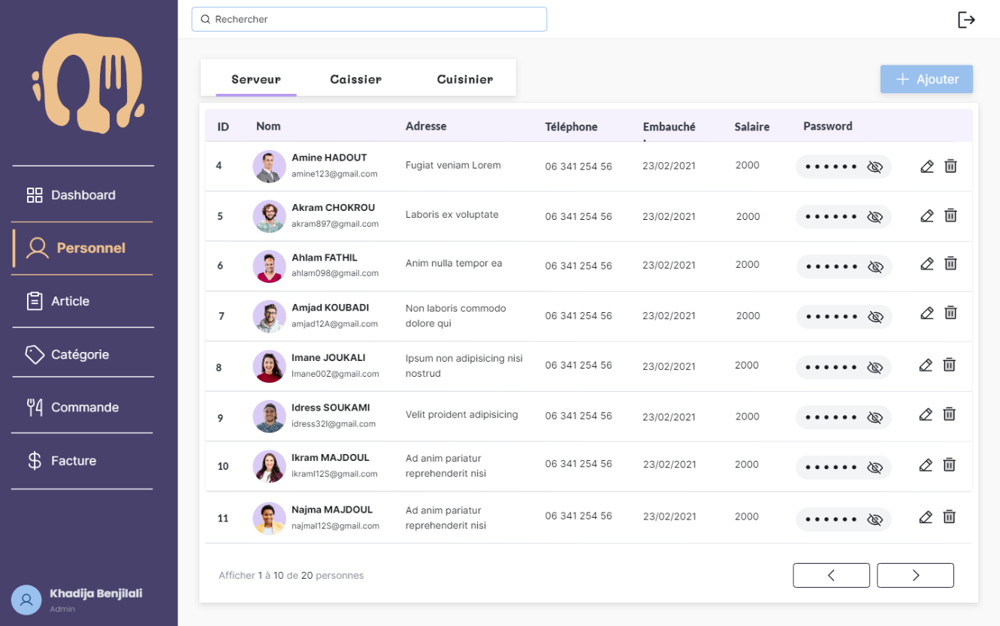 Rechercher
Serveur Caissier Cuisinier
+ Ajouter
ID Nom Adresse Téléphone Embauché Salaire Password
4 Amine HADOUT Fugiat veniam Lorem 06 341 254 56 23/02/2021 2000 ••••••
amine123@gmail.com
5 Akram CHOKROU Laboris ex voluptate 06 341 254 56 23/02/2021 2000 ••••••
akram897@gmail.com
6 Ahlam FATHIL Anim nulla tempor ea 06 341 254 56 23/02/2021 2000 ••••••
ahlam098@gmail.com
7 Amjad KOUBADI Non laboris commodo 06 341 254 56 23/02/2021 2000 ••••••
amjad12A@gmail.com dolore qui
8 Imane JOUKALI Ipsum non adipisicing nisi 06 341 254 56 23/02/2021 2000 ••••••
Imane00Z@gmail.com nostrud
9 Idress SOUKAMI Velit proident adipisicing 06 341 254 56 23/02/2021 2000 ••••••
idress32I@gmail.com
10 Ikram MAJDOUL Ad anim pariatur 06 341 254 56 23/02/2021 2000 ••••••
ikramI12S@gmail.com reprehenderit nisi
11 Najma MAJDOUL Ad anim pariatur 06 341 254 56 23/02/2021 2000 ••••••
najmaI12S@gmail.com reprehenderit nisi
Afficher 1 à 10 de 20 personnes
Dashboard
Personnel
Article
Catégorie
Commande
Facture
Khadija Benjilali
Admin